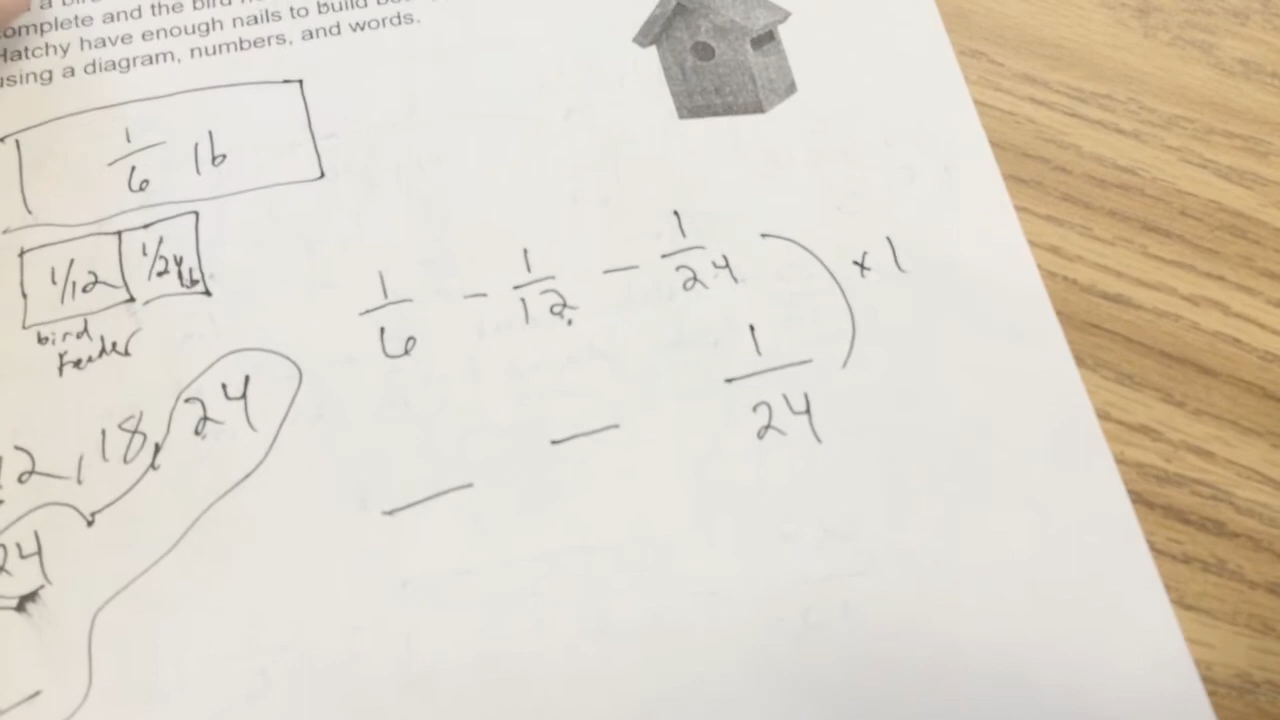 a bird
complete and the bird
Hatchy have enough nails to build
using a diagram, numbers, and words.
1/6 lb
1/12 1/24 lb
bird
Feeder
1/6 - 1/12 - 1/24 × 1
1/24
12, 18, 24
24